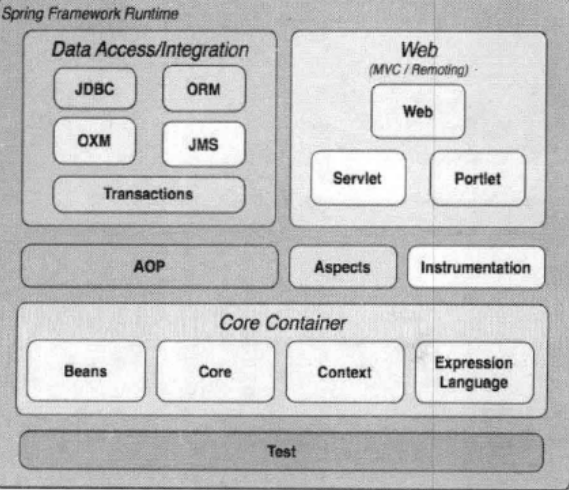 Spring Framework Runtime
Data Access/Integration
JDBC
ORM
OXM
JMS
Transactions
Web
(MVC / Remoting)
Web
Servlet
Portlet
AOP
Aspects
Instrumentation
Core Container
Beans
Core
Context
Expression
Language
Test